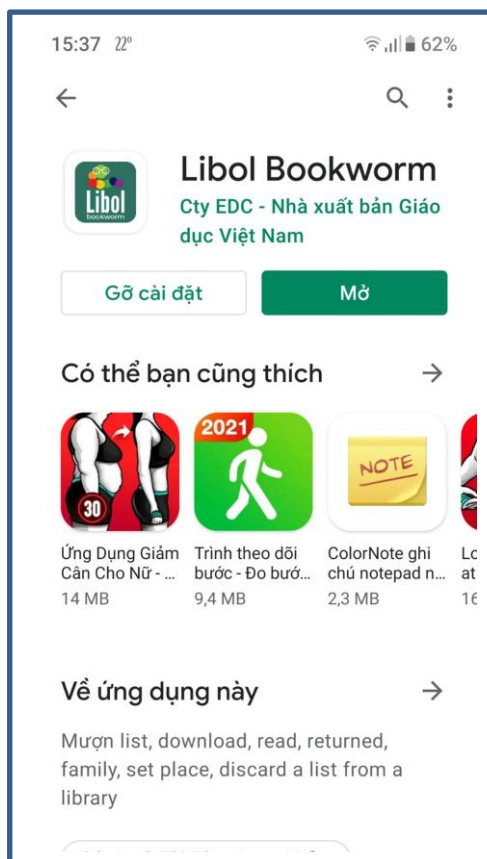 15:37 22° 62%
Libol
bookworm
Libol Bookworm
Cty EDC - Nhà xuất bản Giáo
dục Việt Nam
Gỡ cài đặt Mở
Có thể bạn cũng thích
30
2021
NOTE
Ứng Dụng Giảm
Cân Cho Nữ - ...
14 MB
Trình theo dõi
bước - Đo bướ...
9,4 MB
ColorNote ghi
chú notepad n...
2,3 MB
Lo
at
16
Về ứng dụng này
Mượn list, download, read, returned,
family, set place, discard a list from a
library